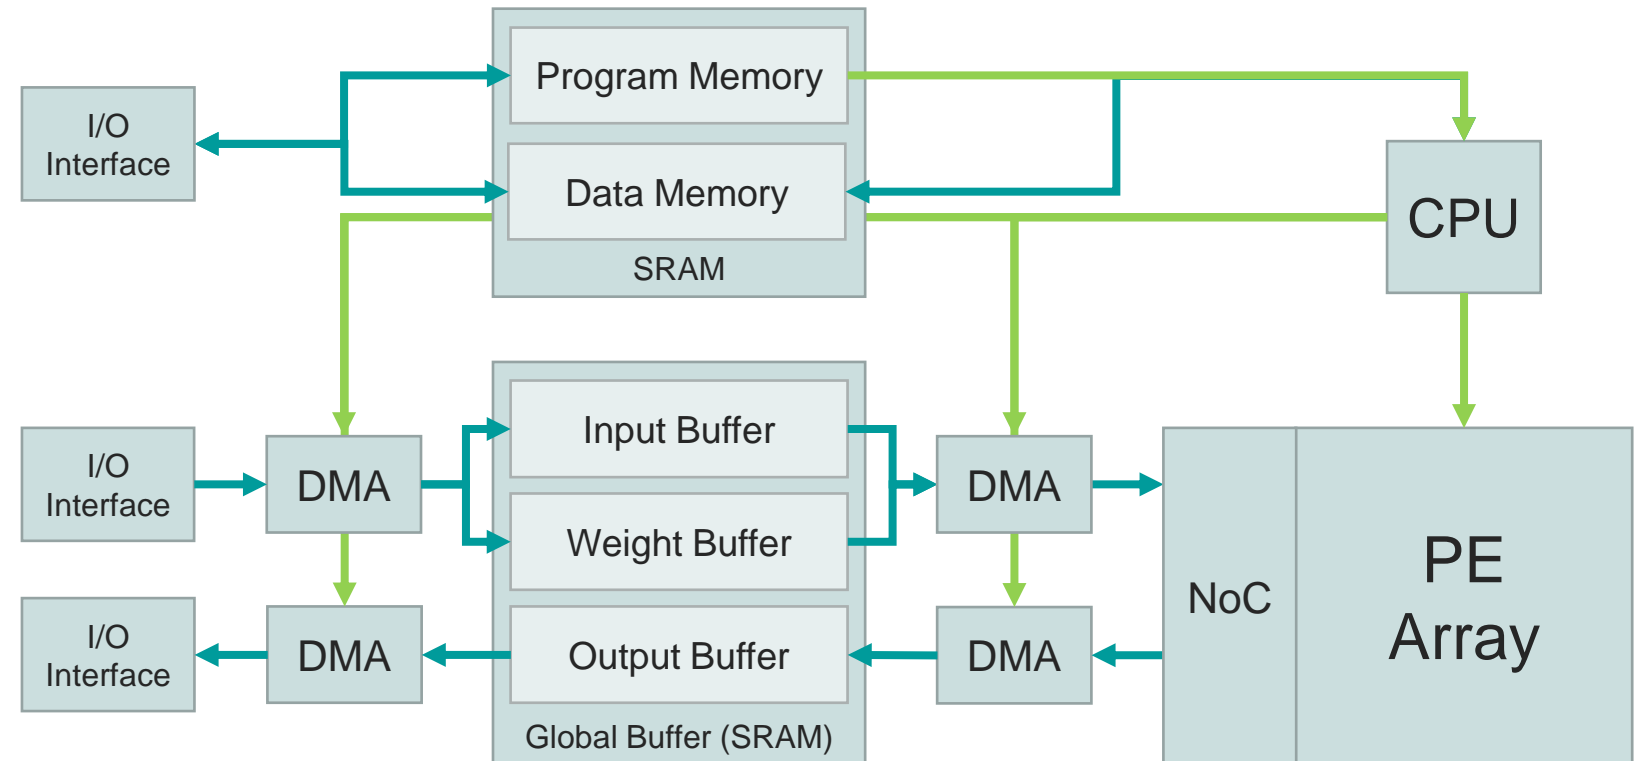 Program Memory
I/O
Interface
Data Memory
CPU
SRAM
Input Buffer
I/O
Interface
DMA
DMA
Weight Buffer
PE
Array
NoC
I/O
Interface
DMA
Output Buffer
DMA
Global Buffer (SRAM)